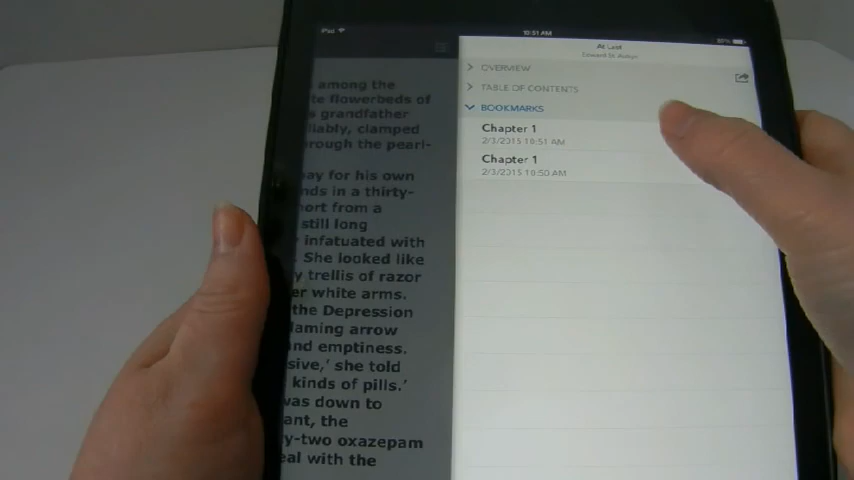 iPad
10:51 AM
At Last
Edward St. Aubyn
OVERVIEW
TABLE OF CONTENTS
BOOKMARKS
Chapter 1
2/3/2015 10:51 AM
Chapter 1
2/3/2015 10:50 AM
among the
te flowerbeds of
s grandfather
liably, clamped
hrough the pearl-
pay for his own
nds in a thirty-
hort from a
still long
infatuated with
. She looked like
y trellis of razor
er white arms.
the Depression
laming arrow
and emptiness.
sive,' she told
kinds of pills.'
was down to
ant, the
y-two oxazepam
eal with the